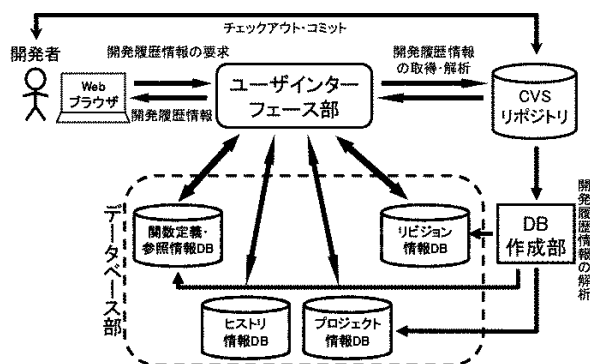 チェックアウト・コミット
開発者
開発履歴情報の要求
開発履歴情報
の取得・解析
Web
ブラウザ
ユーザインター
フェース部
CVS
リポジトリ
開発履歴情報
データベース部
関数定義・
参照情報DB
リビジョン
情報DB
DB
作成部
開発履歴情報の解析
ヒストリ
情報DB
プロジェクト
情報DB